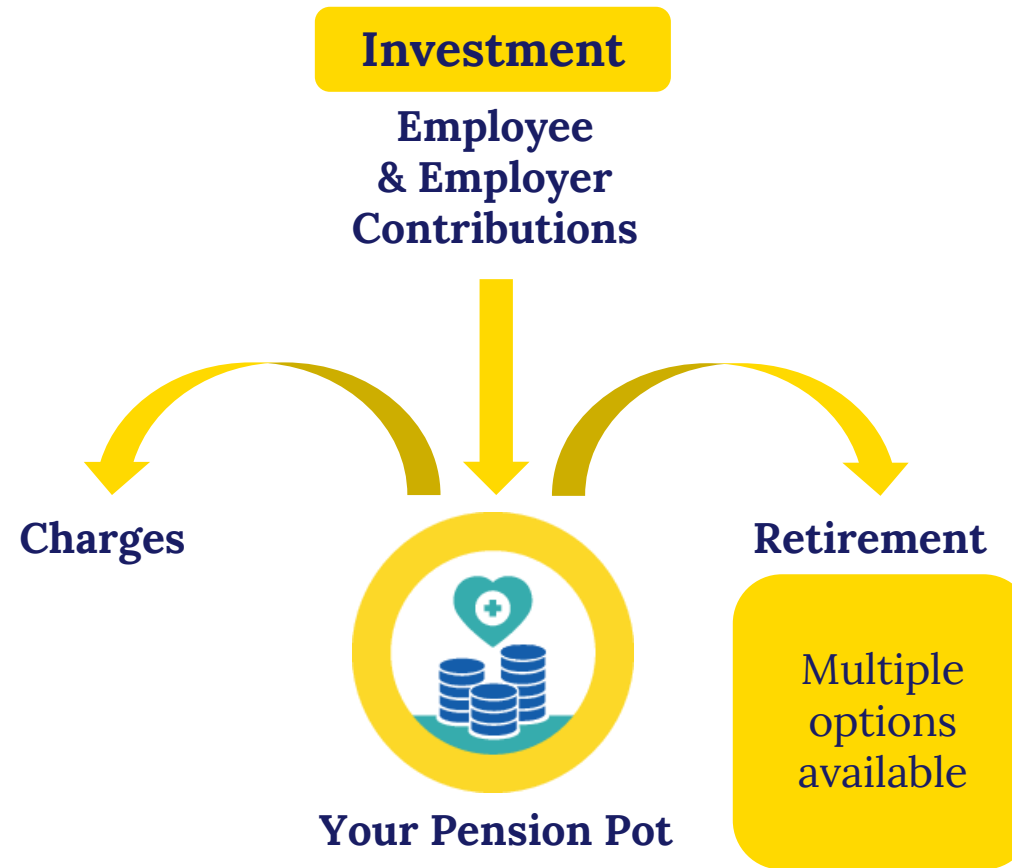 Investment
Employee
& Employer
Contributions
Charges
Retirement
Multiple
options
available
Your Pension Pot